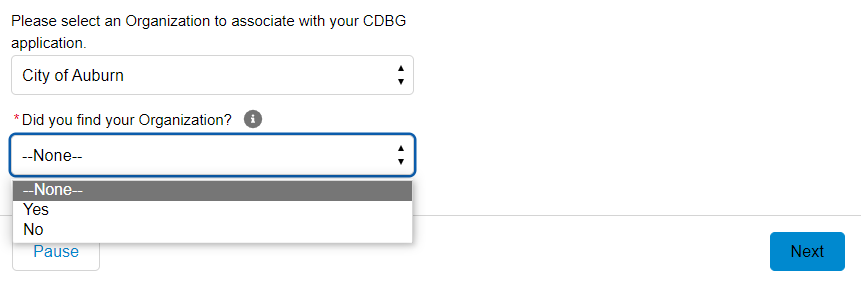 Please select an Organization to associate with your CDBG
application.
City of Auburn
*Did you find your Organization?
--None--
--None--
Yes
No
Pause
Next